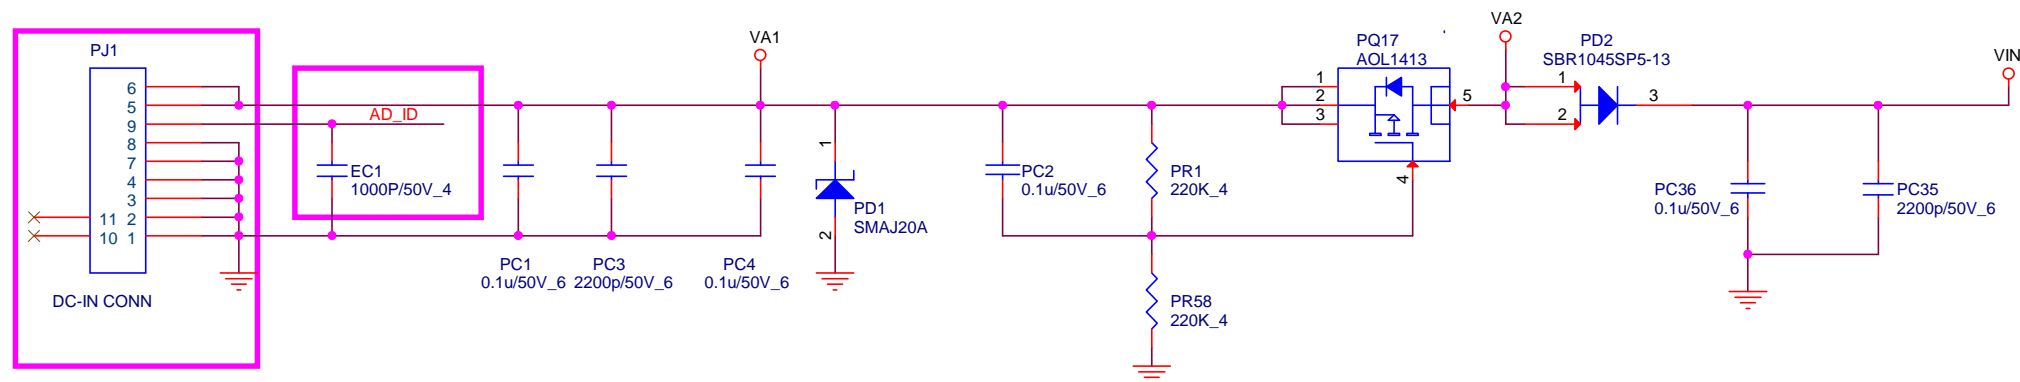 PJ1
6
5
9
8
7
4
3
11 2
10 1
DC-IN CONN
AD_ID
EC1
1000P/50V_4
PC1
0.1u/50V_6
PC3
2200p/50V_6
VA1
PC4
0.1u/50V_6
1
2
PD1
SMAJ20A
PC2
0.1u/50V_6
PR1
220K_4
PR58
220K_4
PQ17
AOL1413
1
2
3
5
4
VA2
PD2
SBR1045SP5-13
1
2
3
VIN
PC36
0.1u/50V_6
PC35
2200p/50V_6